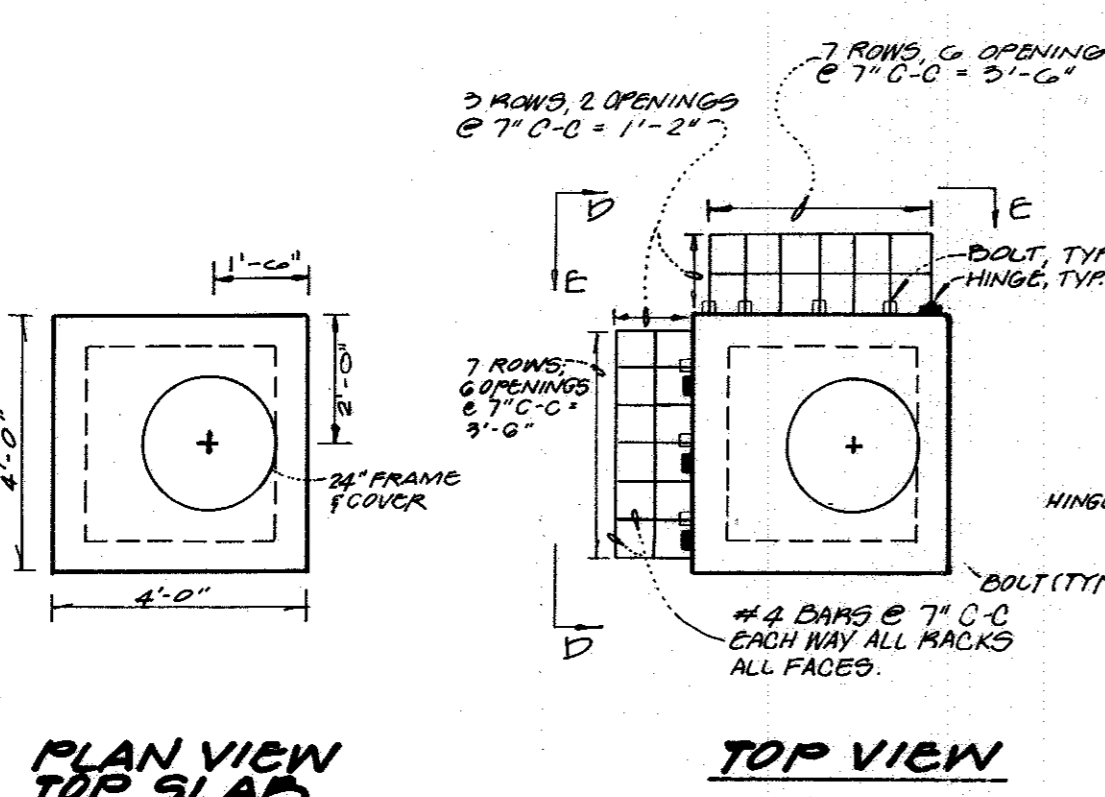 7 ROWS, 6 OPENING
@ 7" C-C = 3'-6"
3 ROWS, 2 OPENINGS
@ 7" C-C = 1'-2"
D
E
E
BOLT, TYP
HINGE, TYP.
1'-6"
2'-0"
4'-0"
24" FRAME
& COVER
4'-0"
7 ROWS,
6 OPENINGS
@ 7" C-C =
3'-6"
HINGE
BOLT (TYP
#4 BARS @ 7" C-C
EACH WAY ALL RACKS
ALL FACES.
D
PLAN VIEW
TOP SLAB
TOP VIEW